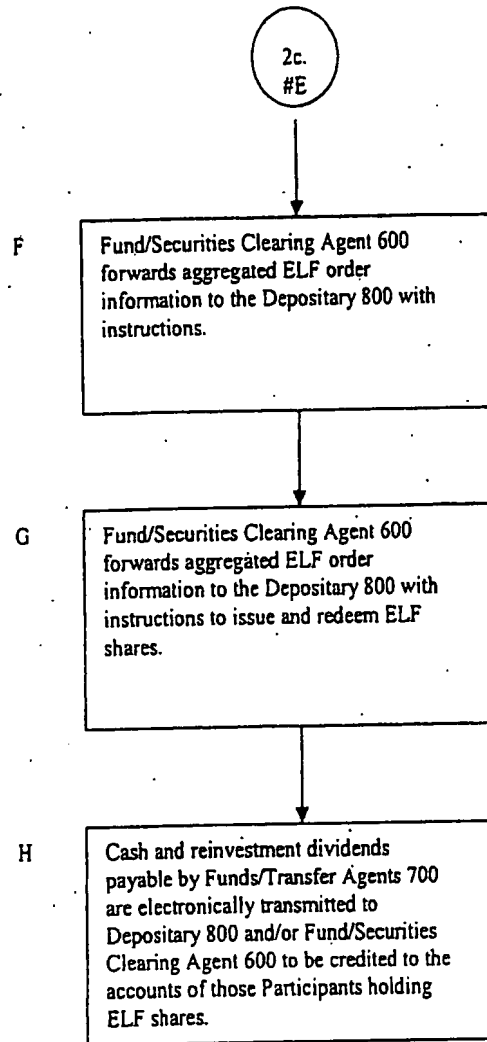 2c.
#E
F
Fund/Securities Clearing Agent 600
forwards aggregated ELF order
information to the Depositary 800 with
instructions.
G
Fund/Securities Clearing Agent 600
forwards aggregated ELF order
information to the Depositary 800 with
instructions to issue and redeem ELF
shares.
H
Cash and reinvestment dividends
payable by Funds/Transfer Agents 700
are electronically transmitted to
Depositary 800 and/or Fund/Securities
Clearing Agent 600 to be credited to the
accounts of those Participants holding
ELF shares.